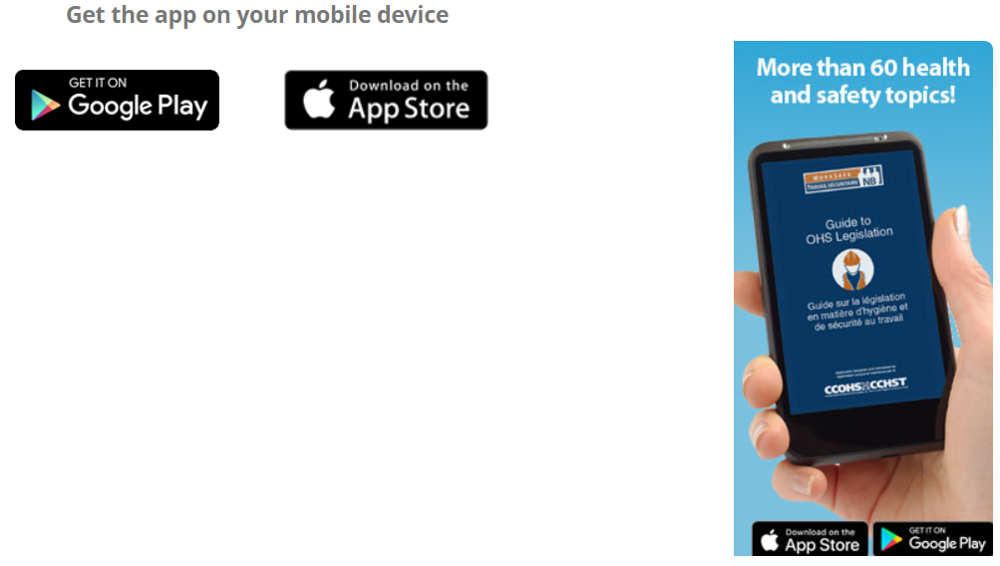 Get the app on your mobile device
GET IT ON
Google Play
Download on the
App Store
More than 60 health
and safety topics!
WorkSafe
Travail sécuritaire
NB
Guide to
OHS Legislation
Guide sur la législation
en matière d'hygiène et
de sécurité au travail
CCOHS CCHST
Download on the
App Store
GET IT ON
Google Play